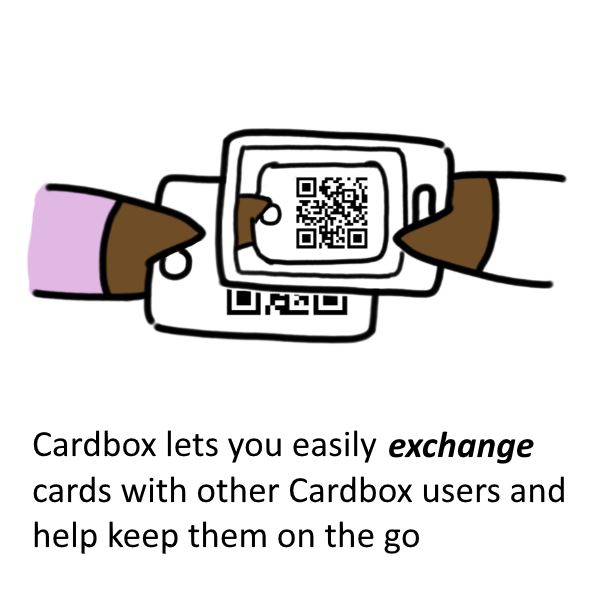 Cardbox lets you easily exchange
cards with other Cardbox users and
help keep them on the go